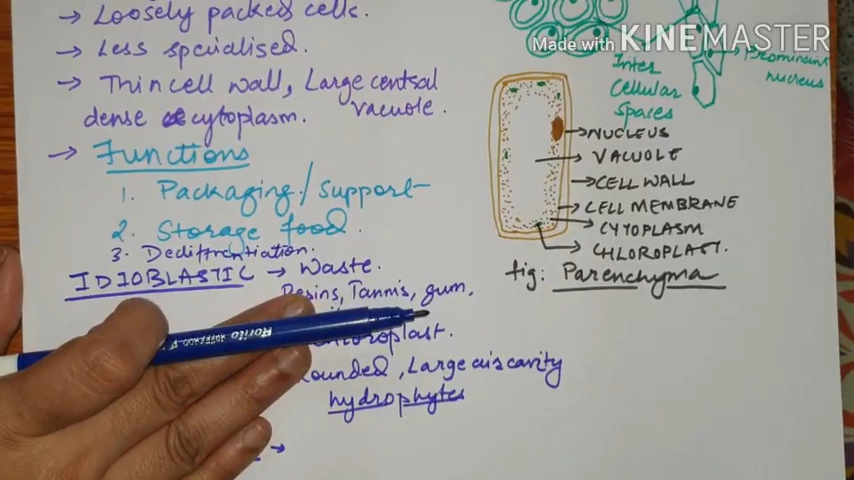 → Loosely packed cells.
→ Less specialised.
→ Thin cell wall, Large central
dense cytoplasm. Vacuole.
→ Functions
1. Packaging/Support
2. Storage food.
3. Dedifferentiation.
IDIOBLASTIC → Waste.
Resins, Tannis, gum,
chloroplast.
Rounded, Large air cavity
hydrophytes
→
Made with KINEMASTER
Inter
Cellular
Spaces
Prominant
nucleus
NUCLEUS
VACUOLE
CELL WALL
CELL MEMBRANE
CYTOPLASM
CHLOROPLAST.
fig: Parenchyma